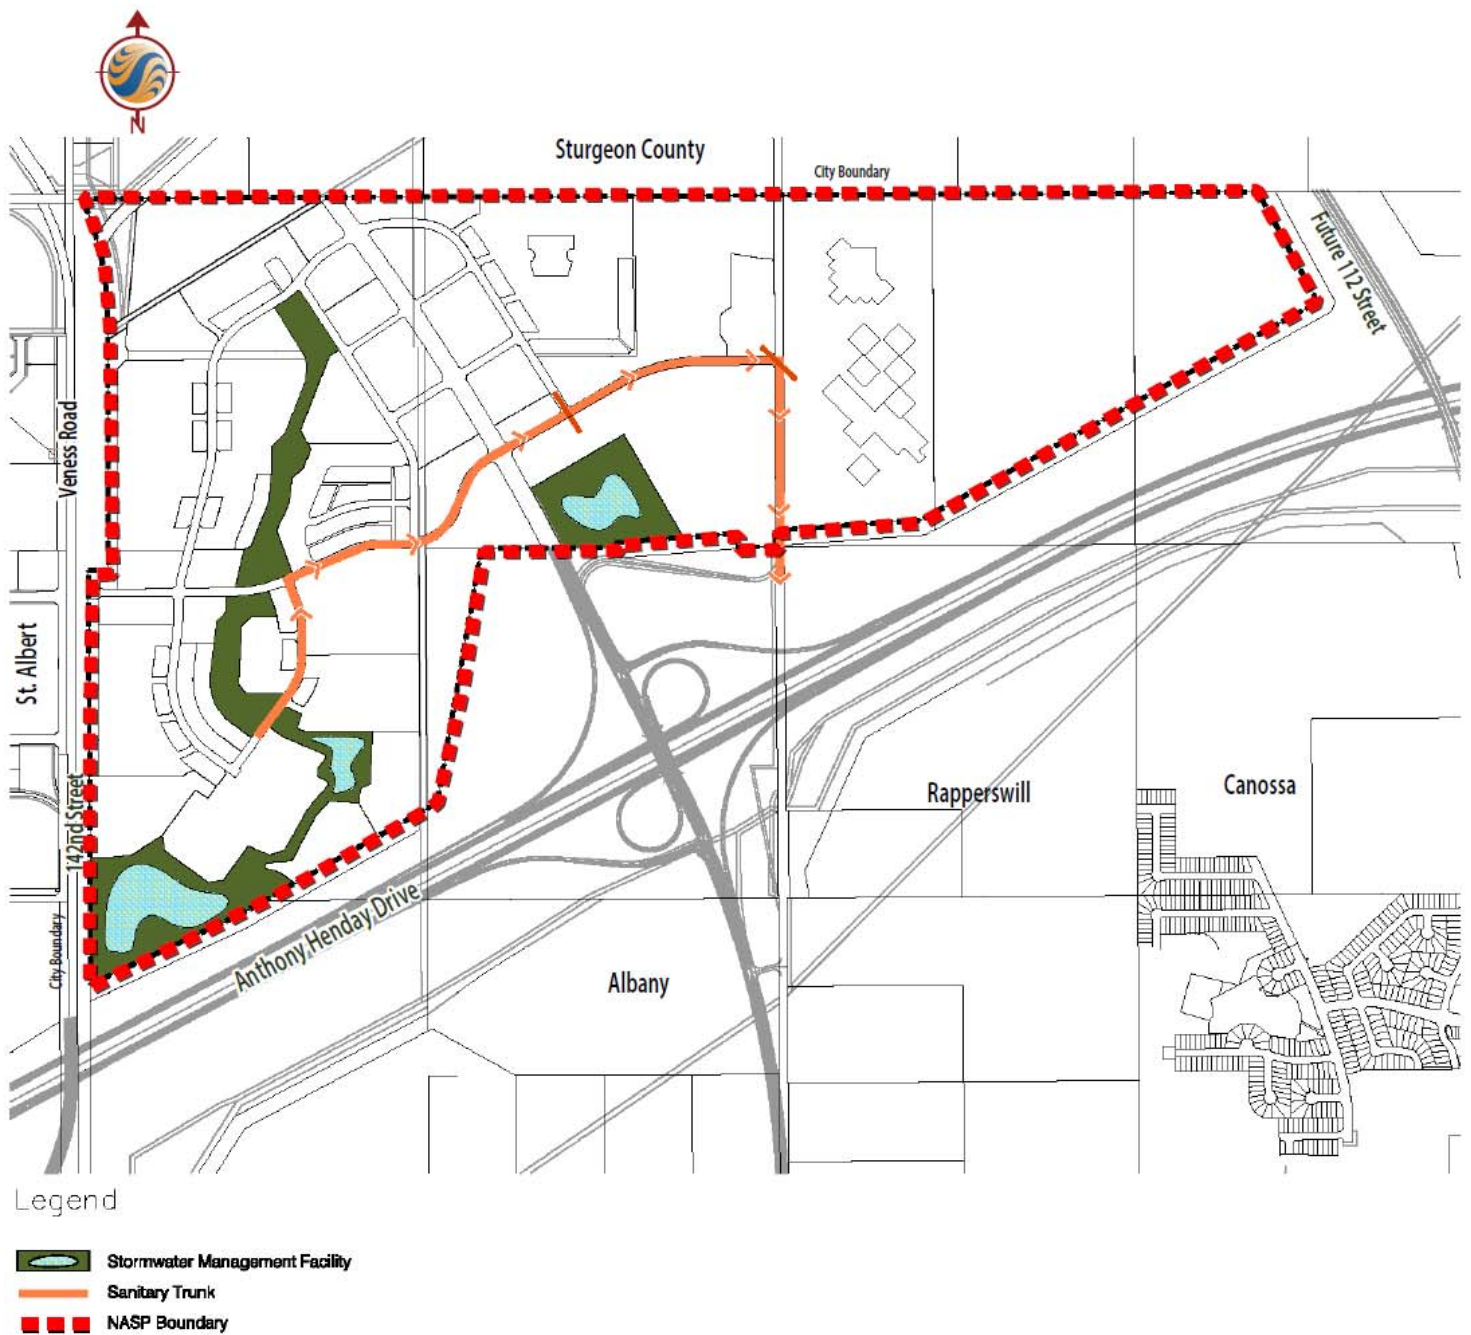 N
Sturgeon County
City Boundary
Future 112 Street
Veness Road
St. Albert
142nd Street
Rapperswill
Canossa
City Boundary
Anthony Henday Drive
Albany
Legend
Stormwater Management Facility
Sanitary Trunk
NASP Boundary